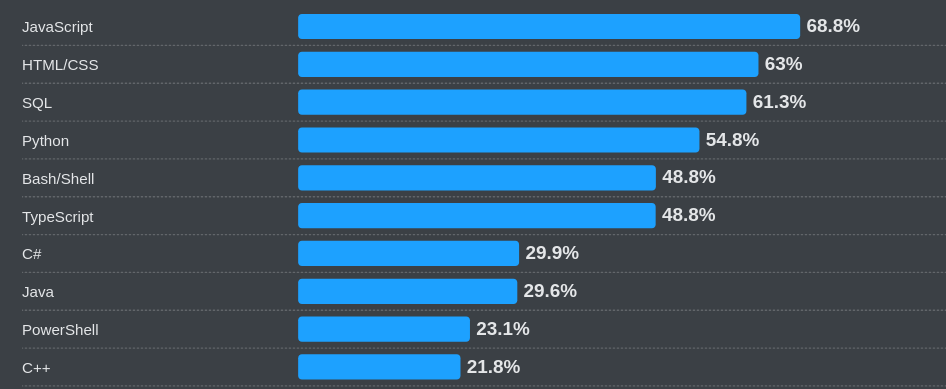 JavaScript 68.8%
HTML/CSS 63%
SQL 61.3%
Python 54.8%
Bash/Shell 48.8%
TypeScript 48.8%
C# 29.9%
Java 29.6%
PowerShell 23.1%
C++ 21.8%